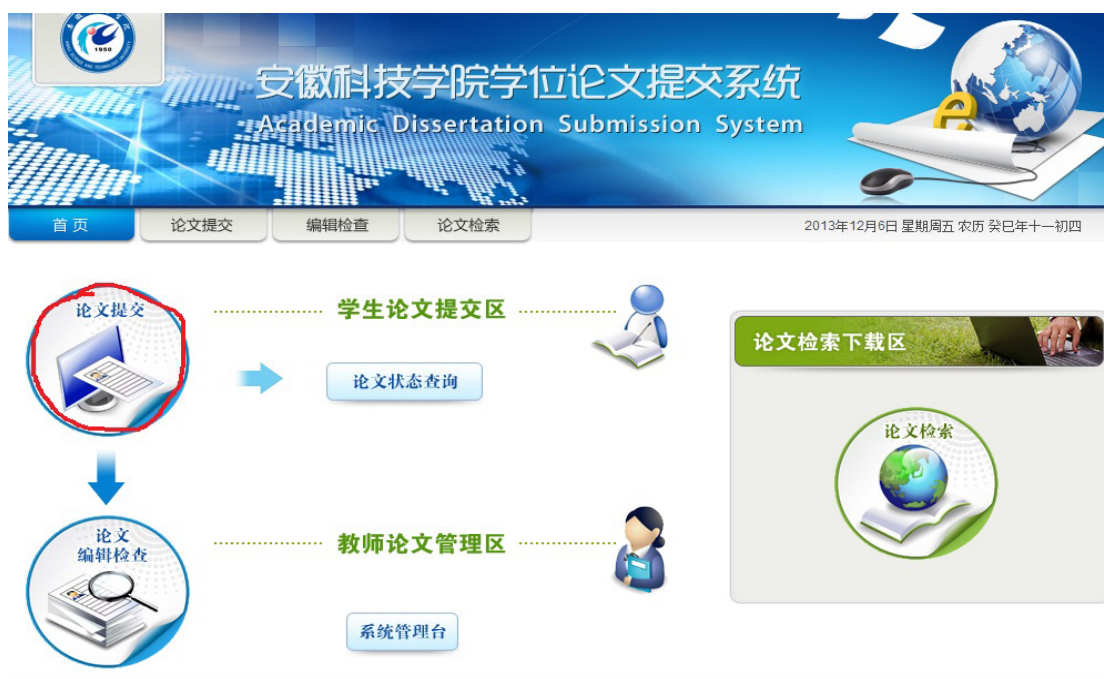 1950
安徽科技学院学位论文提交系统
Academic Dissertation Submission System
首页 论文提交 编辑检查 论文检索 2013年12月6日 星期周五 农历 癸巳年十一初四
论文提交
学生论文提交区
论文状态查询
论文
编辑检查
教师论文管理区
系统管理台
论文检索下载区
论文检索